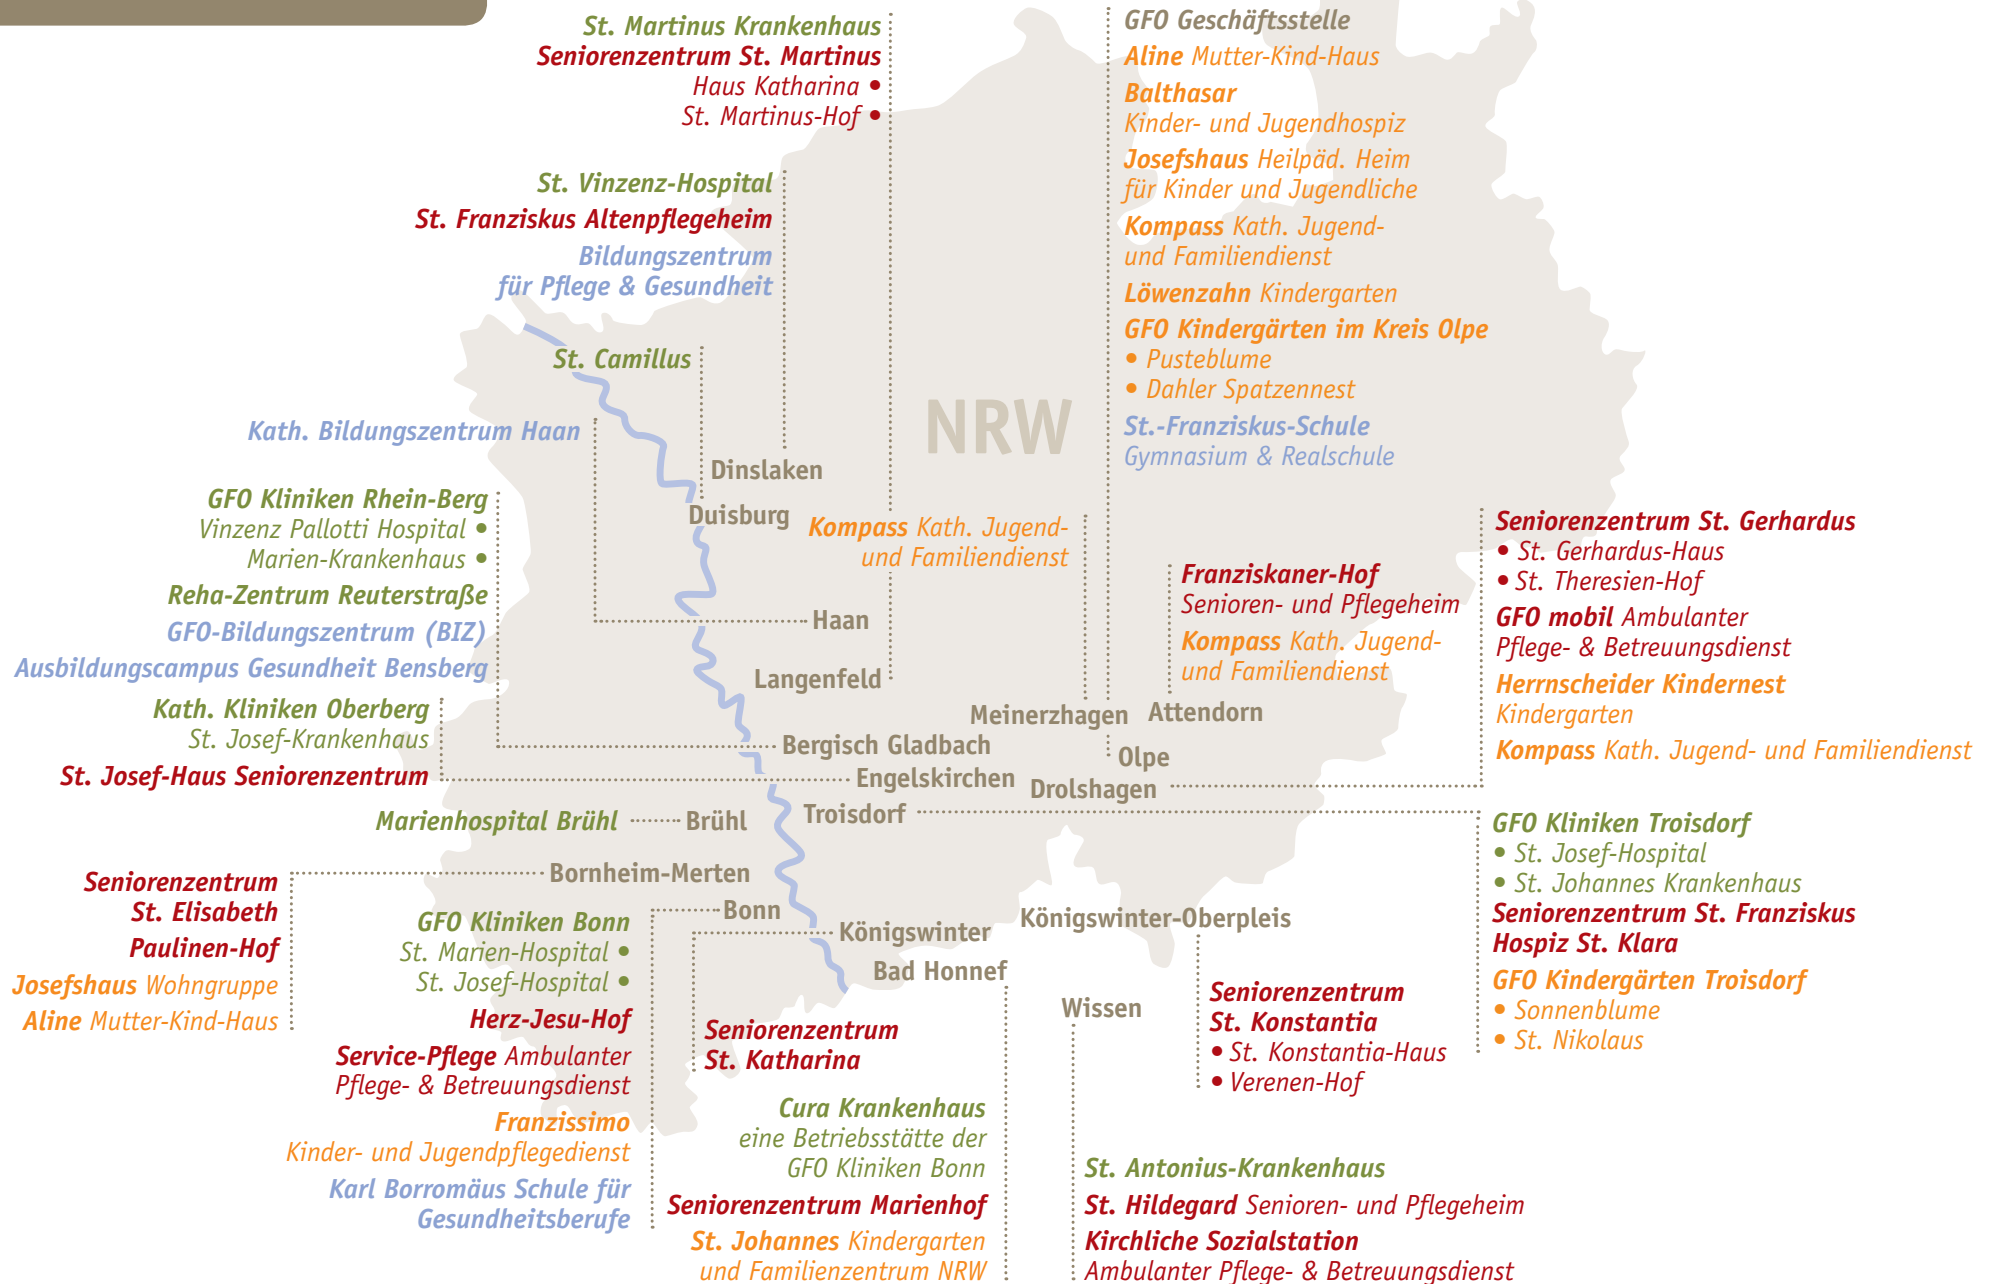 St. Martinus Krankenhaus
Seniorenzentrum St. Martinus
Haus Katharina •
St. Martinus-Hof •
GFO Geschäftsstelle
Aline Mutter-Kind-Haus
Balthasar
Kinder- und Jugendhospiz
Josefshaus Heilpäd. Heim
für Kinder und Jugendliche
Kompass Kath. Jugend-
und Familiendienst
Löwenzahn Kindergarten
GFO Kindergärten im Kreis Olpe
• Pusteblume
• Dahler Spatzennest
St.-Franziskus-Schule
Gymnasium & Realschule
St. Vinzenz-Hospital
St. Franziskus Altenpflegeheim
Bildungszentrum
für Pflege & Gesundheit
St. Camillus
Kath. Bildungszentrum Haan
NRW
Dinslaken
Duisburg
GFO Kliniken Rhein-Berg
Vinzenz Pallotti Hospital •
Marien-Krankenhaus •
Reha-Zentrum Reuterstraße
GFO-Bildungszentrum (BIZ)
Ausbildungscampus Gesundheit Bensberg
Kompass Kath. Jugend-
und Familiendienst
Franziskaner-Hof
Senioren- und Pflegeheim
Kompass Kath. Jugend-
und Familiendienst
Seniorenzentrum St. Gerhardus
• St. Gerhardus-Haus
• St. Theresien-Hof
GFO mobil Ambulanter
Pflege- & Betreuungsdienst
Herrnscheider Kindernest
Kindergarten
Kompass Kath. Jugend- und Familiendienst
Haan
Langenfeld
Meinerzhagen
Attendorn
Kath. Kliniken Oberberg
St. Josef-Krankenhaus
St. Josef-Haus Seniorenzentrum
Bergisch Gladbach
Olpe
Engelskirchen
Drolshagen
Marienhospital Brühl
Brühl
Troisdorf
GFO Kliniken Troisdorf
• St. Josef-Hospital
• St. Johannes Krankenhaus
Seniorenzentrum St. Franziskus
Hospiz St. Klara
GFO Kindergärten Troisdorf
• Sonnenblume
• St. Nikolaus
Seniorenzentrum
St. Elisabeth
Paulinen-Hof
Josefshaus Wohngruppe
Aline Mutter-Kind-Haus
Bornheim-Merten
Bonn
GFO Kliniken Bonn
St. Marien-Hospital •
St. Josef-Hospital •
Herz-Jesu-Hof
Service-Pflege Ambulanter
Pflege- & Betreuungsdienst
Franzissimo
Kinder- und Jugendpflegedienst
Karl Borromäus Schule für
Gesundheitsberufe
Königswinter
Königswinter-Oberpleis
Bad Honnef
Wissen
Seniorenzentrum
St. Katharina
Seniorenzentrum
St. Konstantia
• St. Konstantia-Haus
• Verenen-Hof
Cura Krankenhaus
eine Betriebsstätte der
GFO Kliniken Bonn
Seniorenzentrum Marienhof
St. Johannes Kindergarten
und Familienzentrum NRW
St. Antonius-Krankenhaus
St. Hildegard Senioren- und Pflegeheim
Kirchliche Sozialstation
Ambulanter Pflege- & Betreuungsdienst